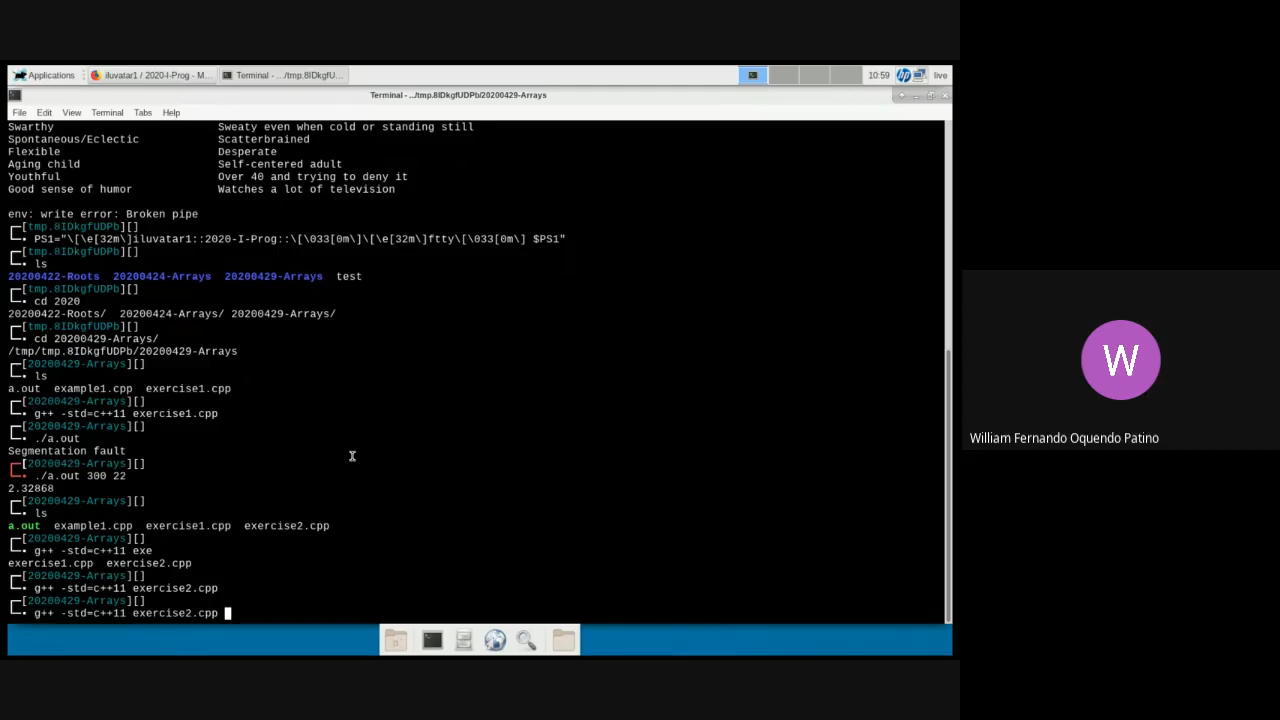 Applications iluvatar1 / 2020-I-Prog - M... Terminal - .../tmp.8IDkgfU... 10:59 live
Terminal - .../tmp.8IDkgfUDPb/20200429-Arrays
File Edit View Terminal Tabs Help
Swarthy Sweaty even when cold or standing still
Spontaneous/Eclectic Scatterbrained
Flexible Desperate
Aging child Self-centered adult
Youthful Over 40 and trying to deny it
Good sense of humor Watches a lot of television
env: write error: Broken pipe
[tmp.8IDkgfUDPb][]
PS1="\[\e[32m\]iluvatar1::2020-I-Prog::\[\033[0m\]\[\e[32m\]ftty\[\033[0m\] $PS1"
[tmp.8IDkgfUDPb][]
ls
20200422-Roots 20200424-Arrays 20200429-Arrays test
[tmp.8IDkgfUDPb][]
cd 2020
20200422-Roots/ 20200424-Arrays/ 20200429-Arrays/
[tmp.8IDkgfUDPb][]
cd 20200429-Arrays/
/tmp/tmp.8IDkgfUDPb/20200429-Arrays
[20200429-Arrays][]
ls
a.out example1.cpp exercise1.cpp
[20200429-Arrays][]
g++ -std=c++11 exercise1.cpp
[20200429-Arrays][]
./a.out
Segmentation fault
[20200429-Arrays][]
./a.out 300 22
2.32868
[20200429-Arrays][]
ls
a.out example1.cpp exercise1.cpp exercise2.cpp
[20200429-Arrays][]
g++ -std=c++11 exe
exercise1.cpp exercise2.cpp
[20200429-Arrays][]
g++ -std=c++11 exercise2.cpp
[20200429-Arrays][]
g++ -std=c++11 exercise2.cpp
W
William Fernando Oquendo Patino